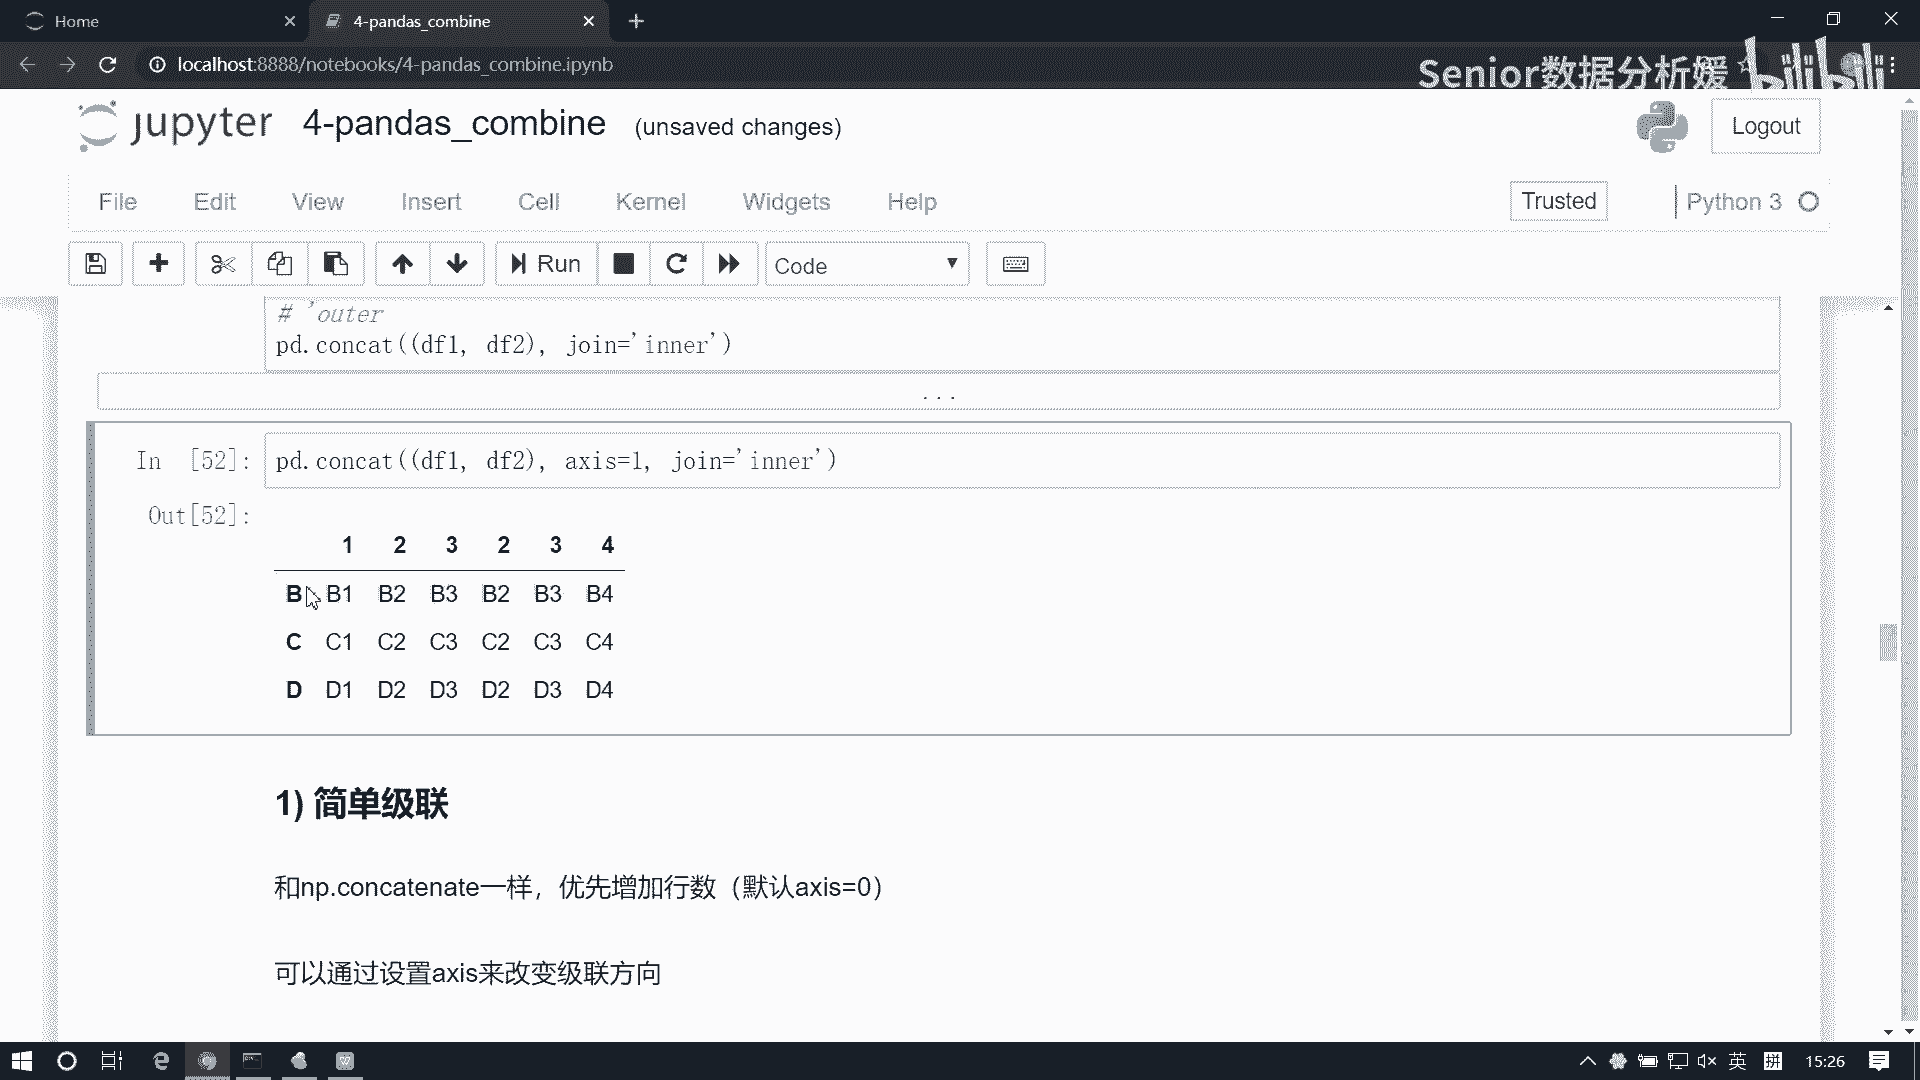 Home
4-pandas_combine
localhost:8888/notebooks/4-pandas_combine.ipynb
Senior数据分析媛 bilibili
jupyter 4-pandas_combine (unsaved changes)
Logout
File Edit View Insert Cell Kernel Widgets Help
Trusted
Python 3
Run
Code
# 'outer
pd.concat((df1, df2), join='inner')
...
In [52]: pd.concat((df1, df2), axis=1, join='inner')
Out[52]:
1 2 3 2 3 4
B B1 B2 B3 B2 B3 B4
C C1 C2 C3 C2 C3 C4
D D1 D2 D3 D2 D3 D4
1) 简单级联
和np.concatenate一样，优先增加行数（默认axis=0）
可以通过设置axis来改变级联方向
英
拼
15:26